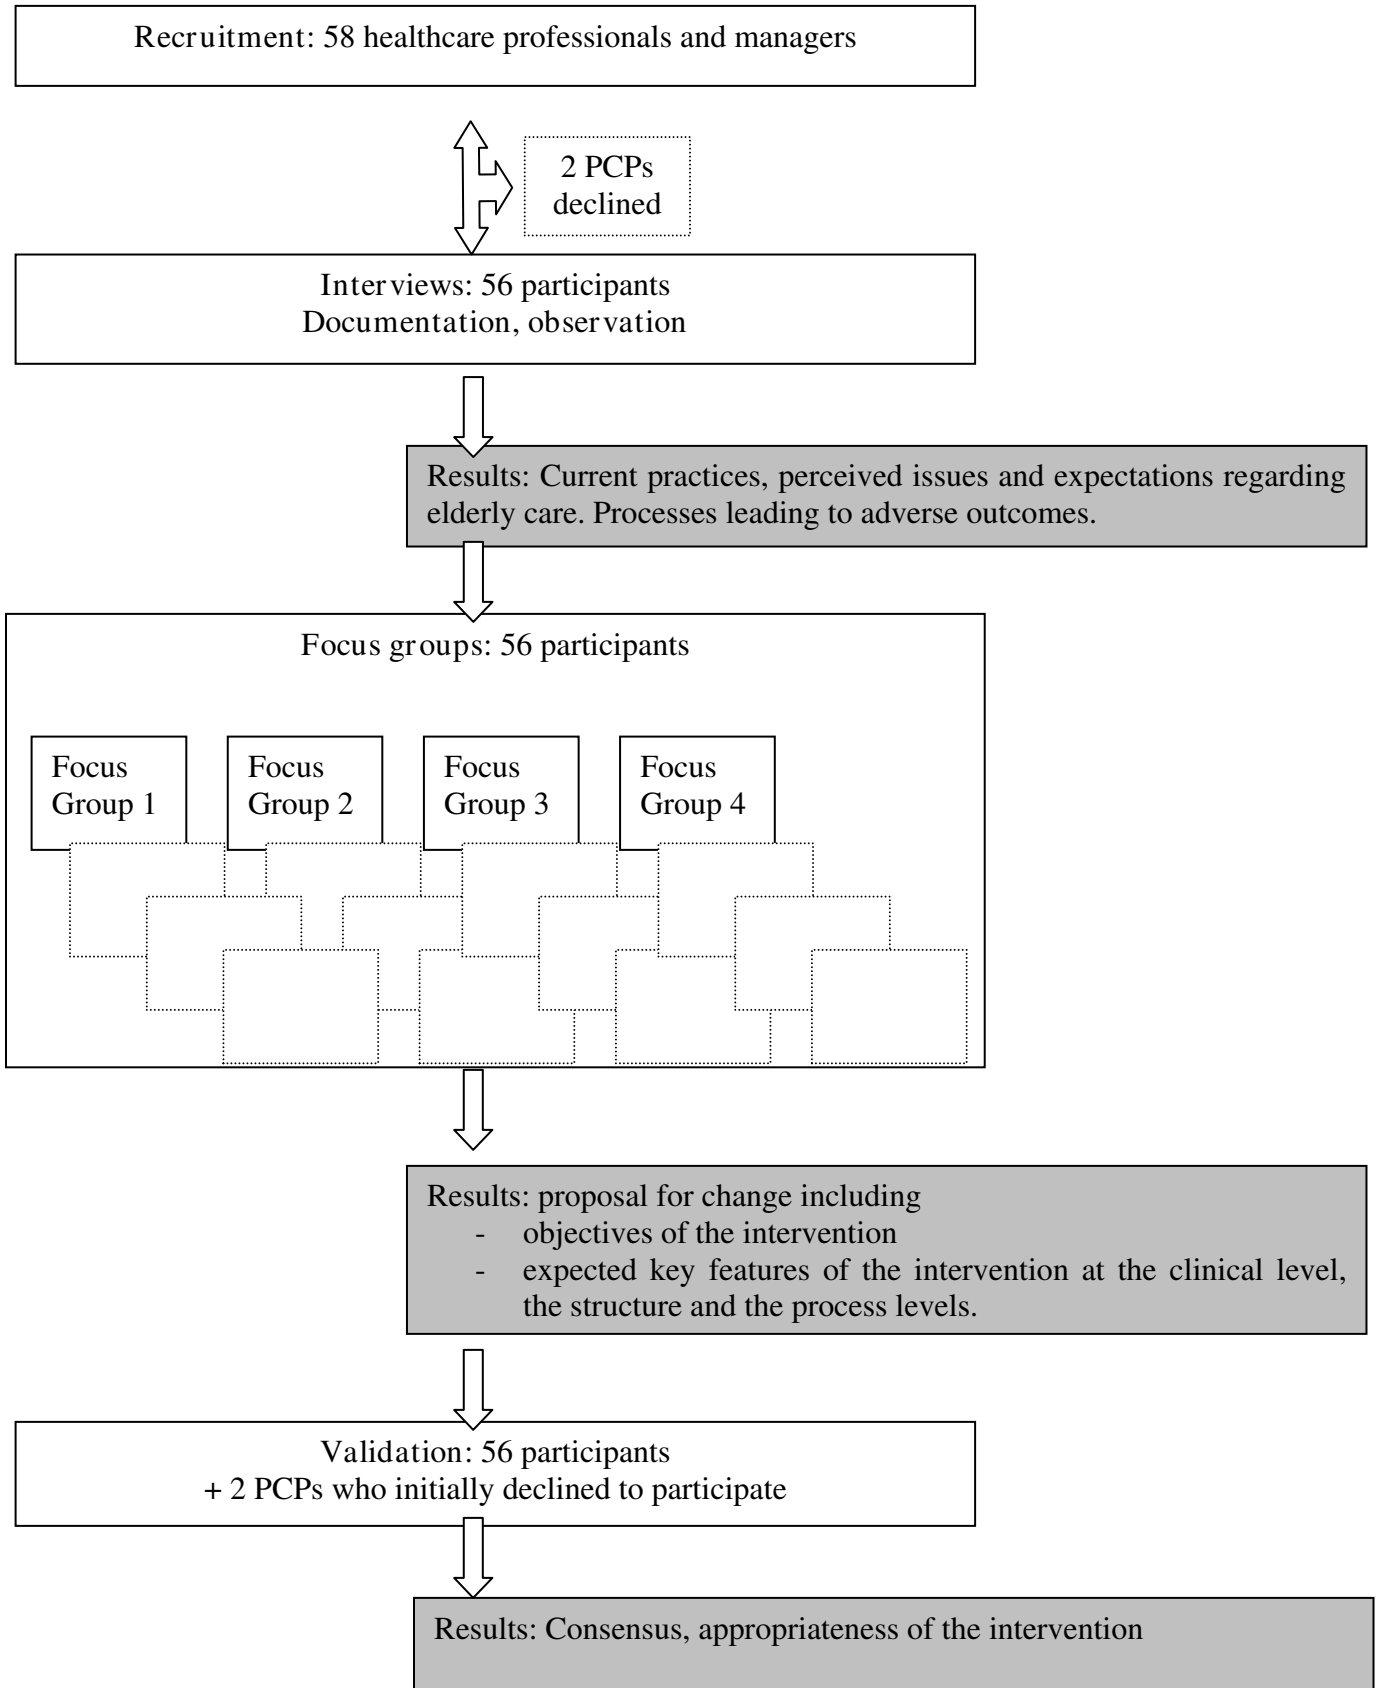 Recruitment: 58 healthcare professionals and managers
2 PCPs
declined
Interviews: 56 participants
Documentation, observation
Results: Current practices, perceived issues and expectations regarding
elderly care. Processes leading to adverse outcomes.
Focus groups: 56 participants
Focus
Group 1
Focus
Group 2
Focus
Group 3
Focus
Group 4
Results: proposal for change including
- objectives of the intervention
- expected key features of the intervention at the clinical level,
the structure and the process levels.
Validation: 56 participants
+ 2 PCPs who initially declined to participate
Results: Consensus, appropriateness of the intervention